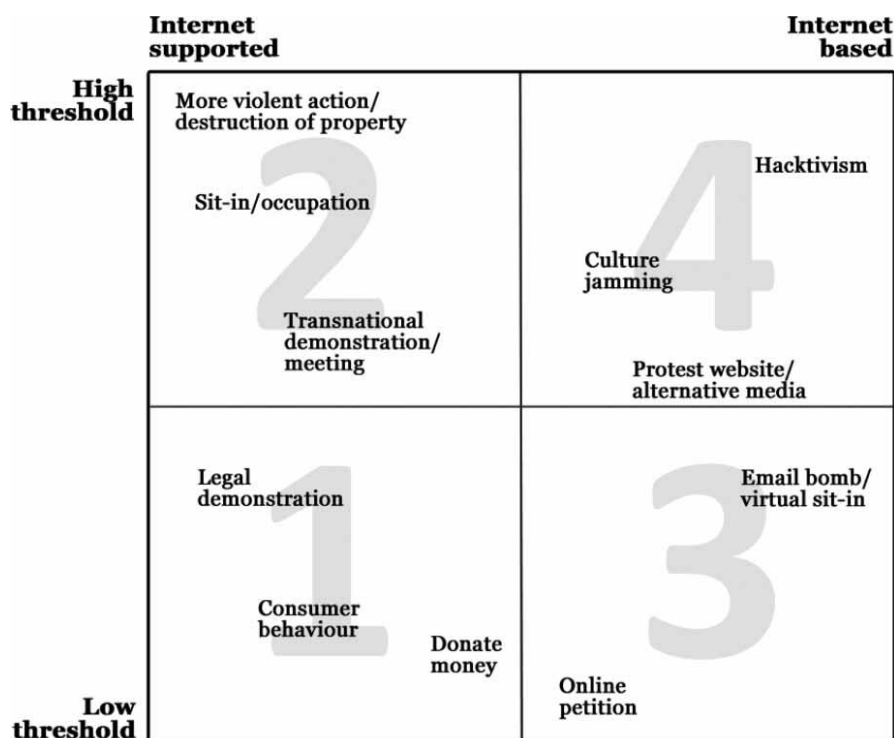 Internet
supported
Internet
based
High
threshold
More violent action/
destruction of property
2
Sit-in/occupation
Transnational
demonstration/
meeting
4
Hacktivism
Culture
jamming
Protest website/
alternative media
1
Legal
demonstration
Consumer
behaviour
Donate
money
3
Email bomb/
virtual sit-in
Online
petition
Low
threshold